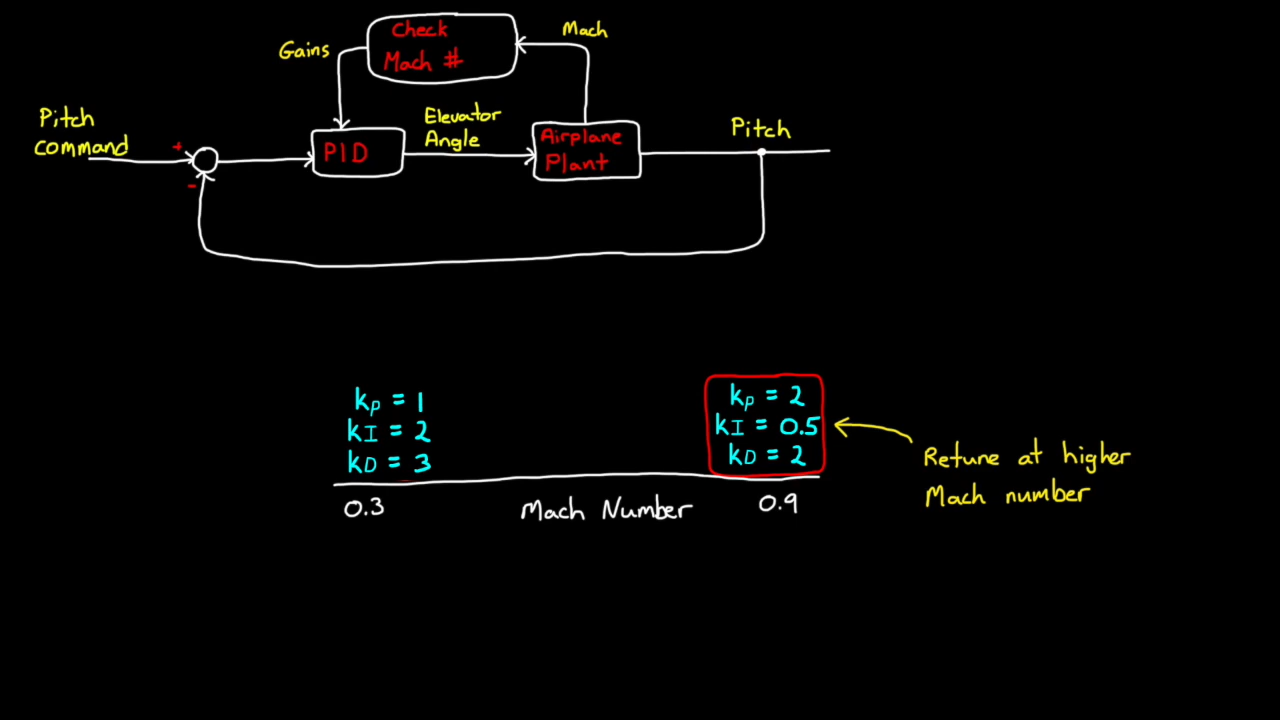 Check
Mach #
Mach
Gains
Pitch
command
+
-
PID
Elevator
Angle
Airplane
Plant
Pitch
kp = 1
kI = 2
kD = 3
kp = 2
kI = 0.5
kD = 2
Retune at higher
Mach number
0.3
Mach Number
0.9